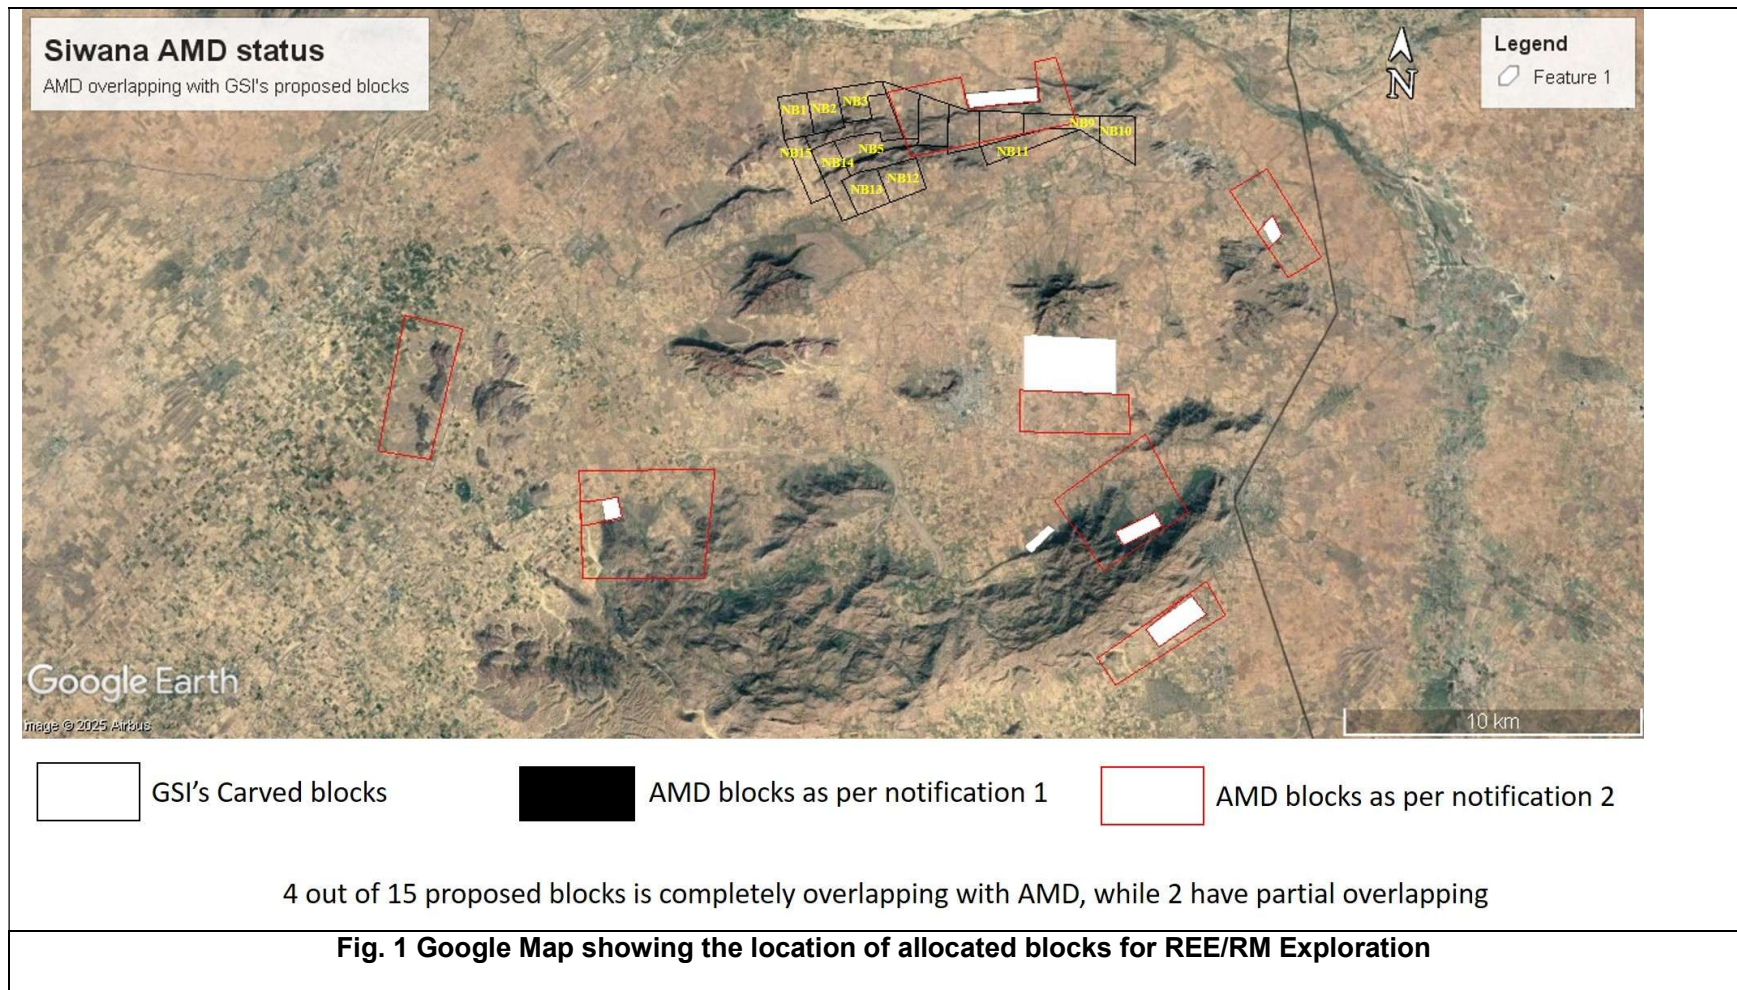 Siwana AMD status
AMD overlapping with GSI's proposed blocks
N
Legend
Feature 1
NB1
NB2
NB3
NB9
NB10
NB15
NB14
NB5
NB11
NB13
NB12
Google Earth
Image © 2025 Airbus
10 km
GSI's Carved blocks
AMD blocks as per notification 1
AMD blocks as per notification 2
4 out of 15 proposed blocks is completely overlapping with AMD, while 2 have partial overlapping
Fig. 1 Google Map showing the location of allocated blocks for REE/RM Exploration